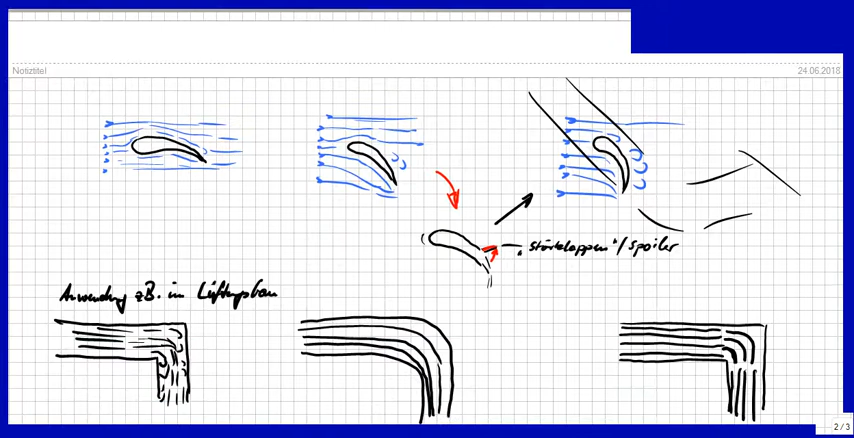 Notiztitel
24.06.2018
"Störklappen"/Spoiler
Anwendung z.B. im Lüftungsbau
2 / 3